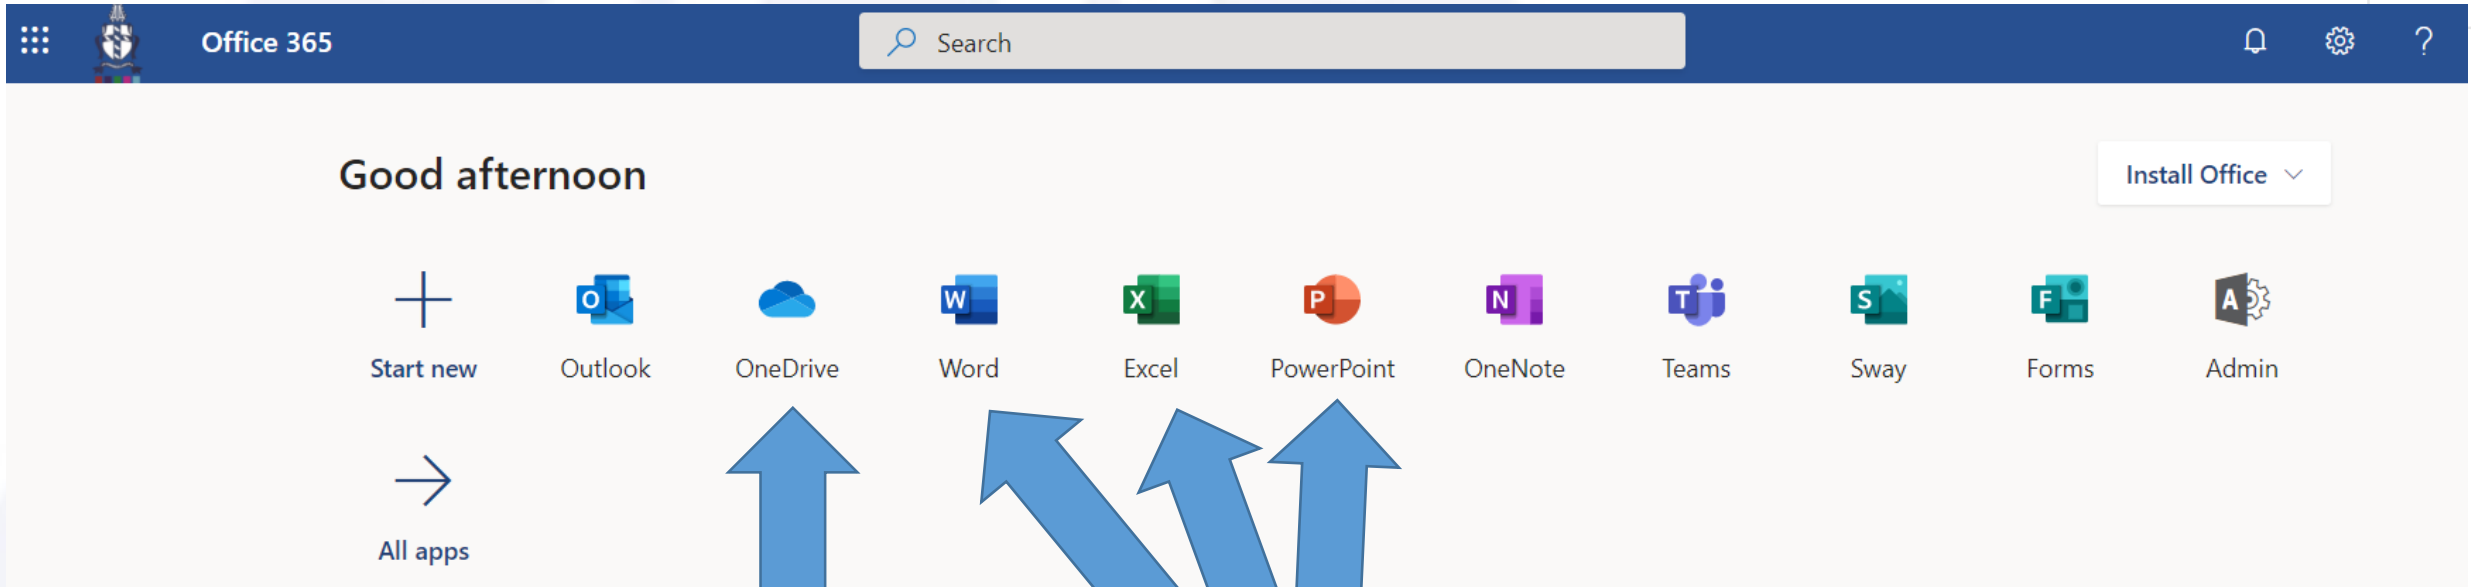 Office 365
Search
?
Good afternoon
Install Office
Start new
Outlook
OneDrive
Word
Excel
PowerPoint
OneNote
Teams
Sway
Forms
Admin
All apps